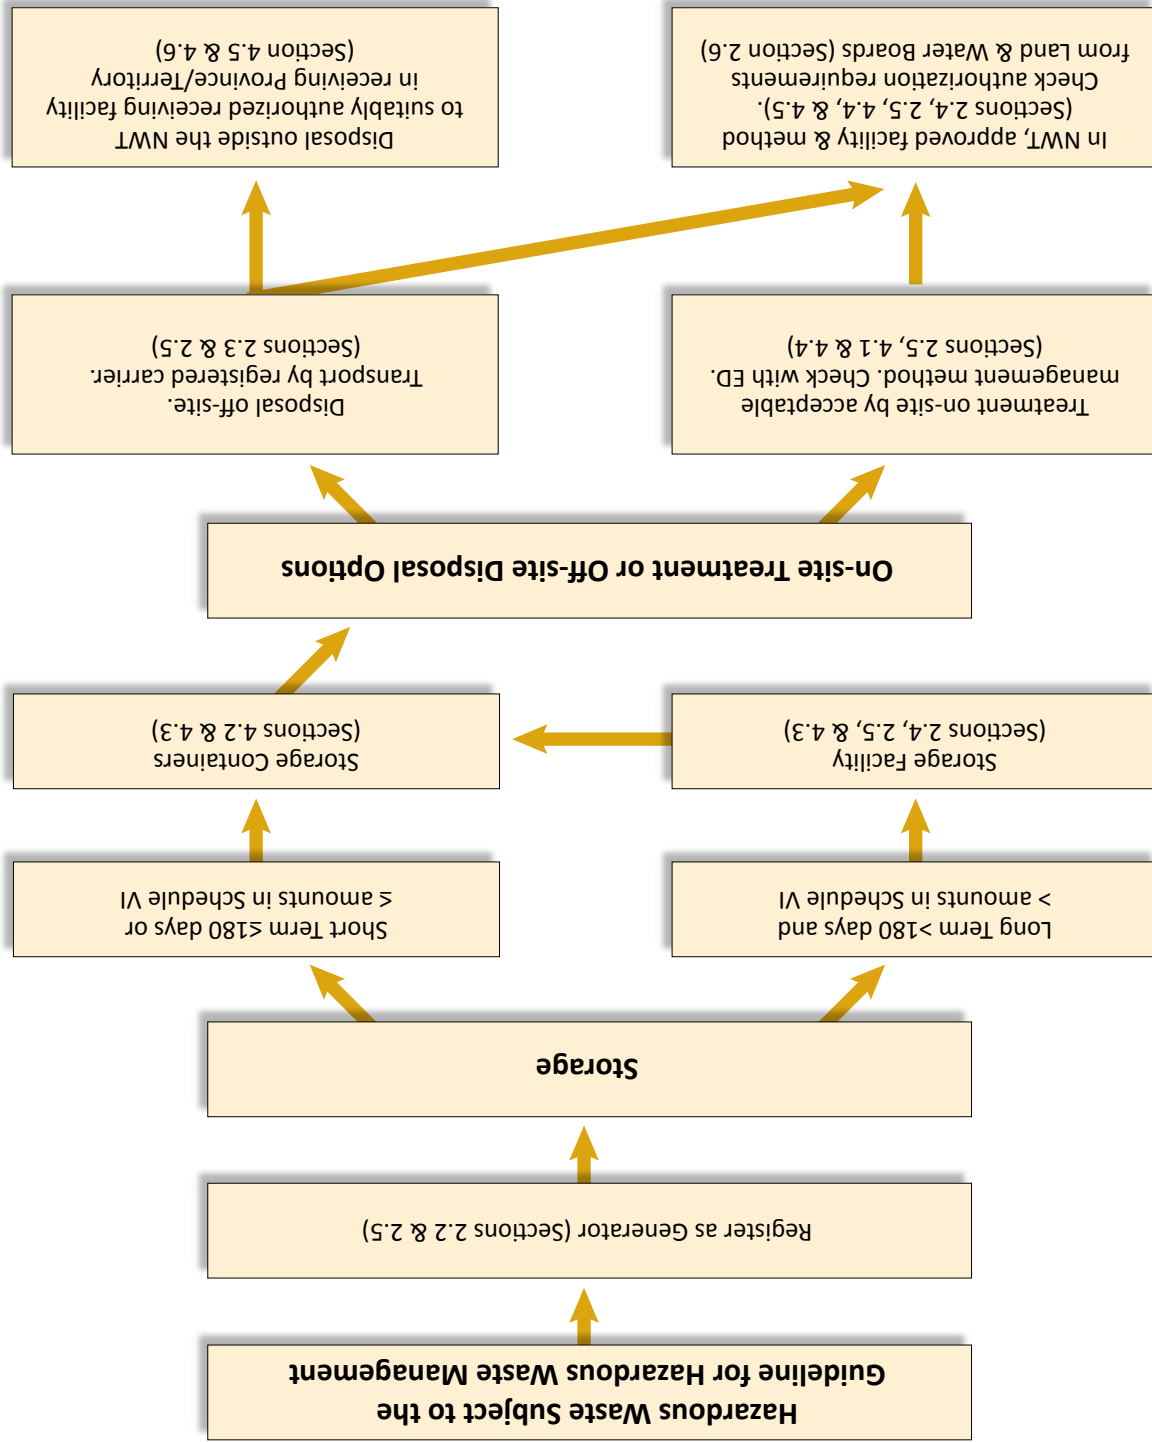 Hazardous Waste Subject to the
Guideline for Hazardous Waste Management
Register as Generator (Sections 2.2 & 2.5)
Storage
Long Term >180 days and
> amounts in Schedule VI
Short Term ≤180 days or
≤ amounts in Schedule VI
Storage Facility
(Sections 2.4, 2.5, & 4.3)
Storage Containers
(Sections 4.2 & 4.3)
On-site Treatment or Off-site Disposal Options
Treatment on-site by acceptable
management method. Check with ED.
(Sections 2.5, 4.1 & 4.4)
Disposal off-site.
Transport by registered carrier.
(Sections 2.3 & 2.5)
In NWT, approved facility & method
(Sections 2.4, 2.5, 4.4, & 4.5).
Check authorization requirements
from Land & Water Boards (Section 2.6)
Disposal outside the NWT
to suitably authorized receiving facility
in receiving Province/Territory
(Section 4.5 & 4.6)